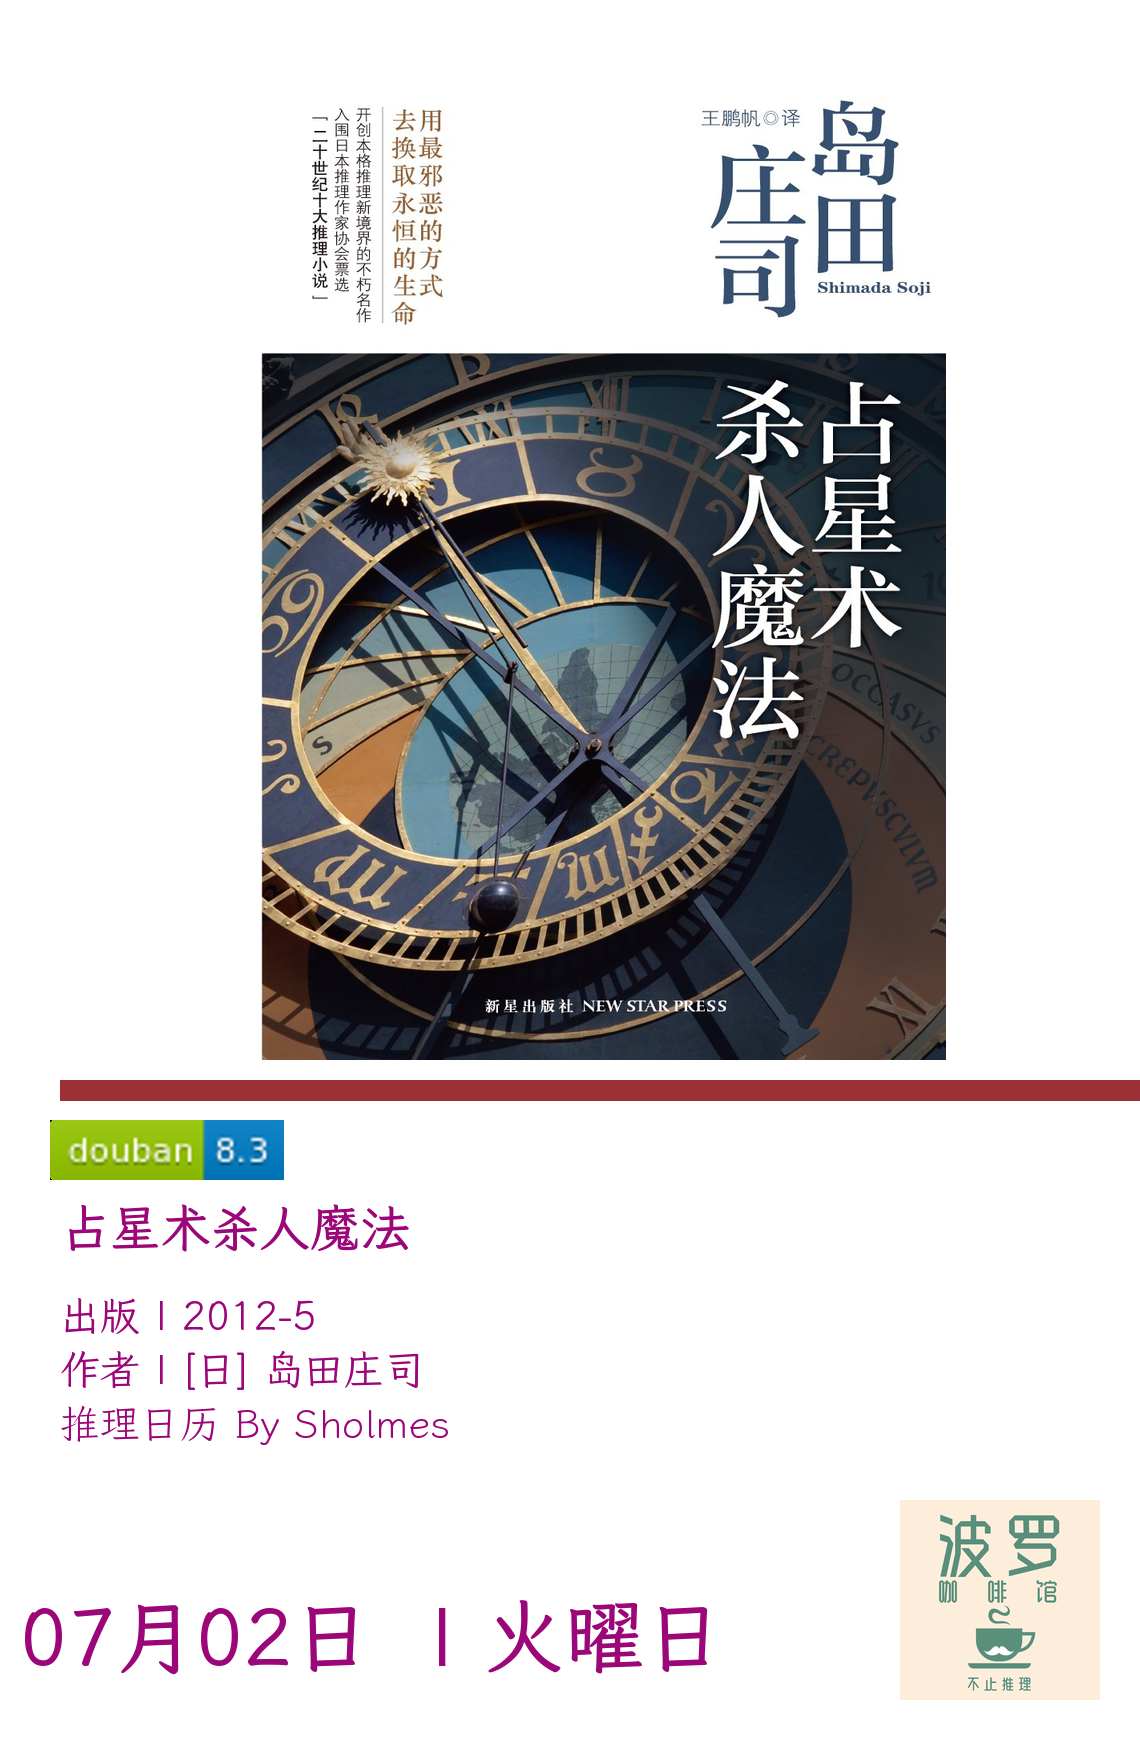 岛田
庄司
Shimada Soji
王鹏帆◎译
用最邪恶的方式
去换取永恒的生命
开创本格推理新境界的不朽名作
入围日本推理作家协会票选
「二十世纪十大推理小说」
占星术
杀人魔法
OCCASVS
CREPVSCVLVM
新星出版社 NEW STAR PRESS
douban 8.3
占星术杀人魔法
出版 | 2012-5
作者 | [日] 岛田庄司
推理日历 By Sholmes
07月02日 | 火曜日
波罗
咖啡馆
不止推理